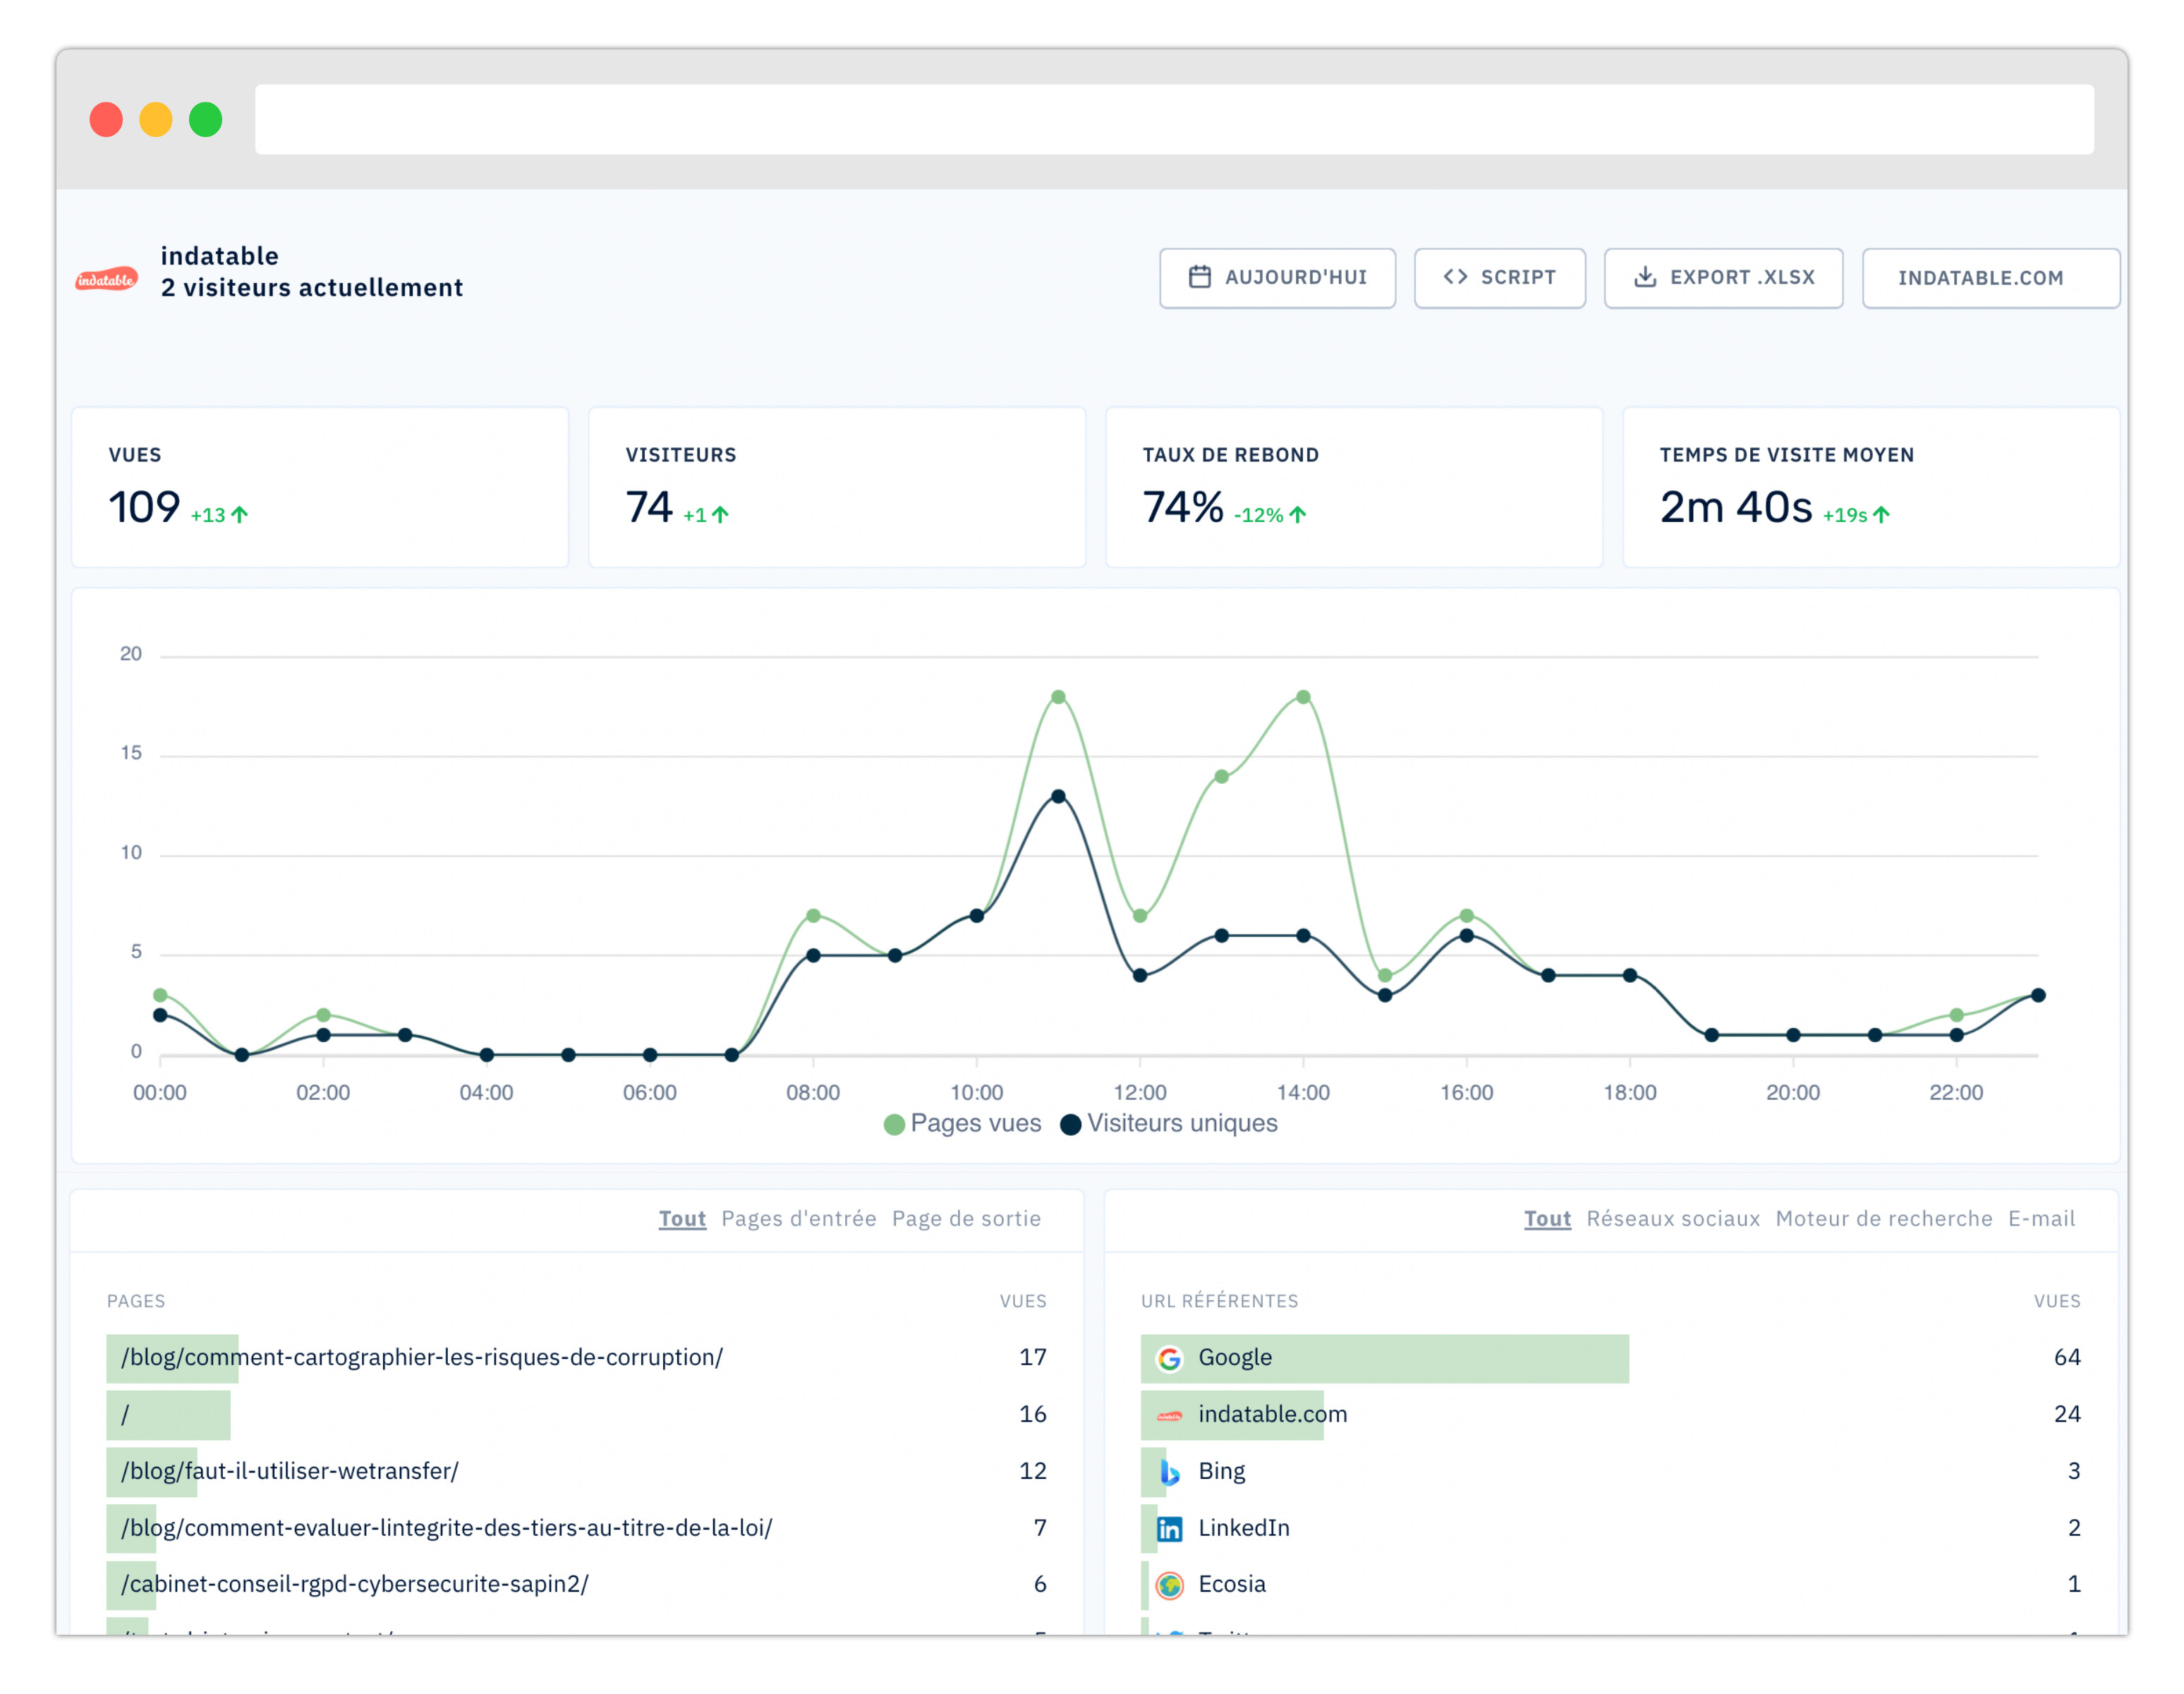 indatable
indatable
2 visiteurs actuellement
AUJOURD'HUI
SCRIPT
EXPORT .XLSX
INDATABLE.COM
VUES
109 +13
VISITEURS
74 +1
TAUX DE REBOND
74% -12%
TEMPS DE VISITE MOYEN
2m 40s +19s
20
15
10
5
0
00:00 02:00 04:00 06:00 08:00 10:00 12:00 14:00 16:00 18:00 20:00 22:00
Pages vues Visiteurs uniques
Tout Pages d'entrée Page de sortie
PAGES VUES
/blog/comment-cartographier-les-risques-de-corruption/ 17
/ 16
/blog/faut-il-utiliser-wetransfer/ 12
/blog/comment-evaluer-lintegrite-des-tiers-au-titre-de-la-loi/ 7
/cabinet-conseil-rgpd-cybersecurite-sapin2/ 6
Tout Réseaux sociaux Moteur de recherche E-mail
URL RÉFÉRENTES VUES
Google 64
indatable.com 24
Bing 3
LinkedIn 2
Ecosia 1